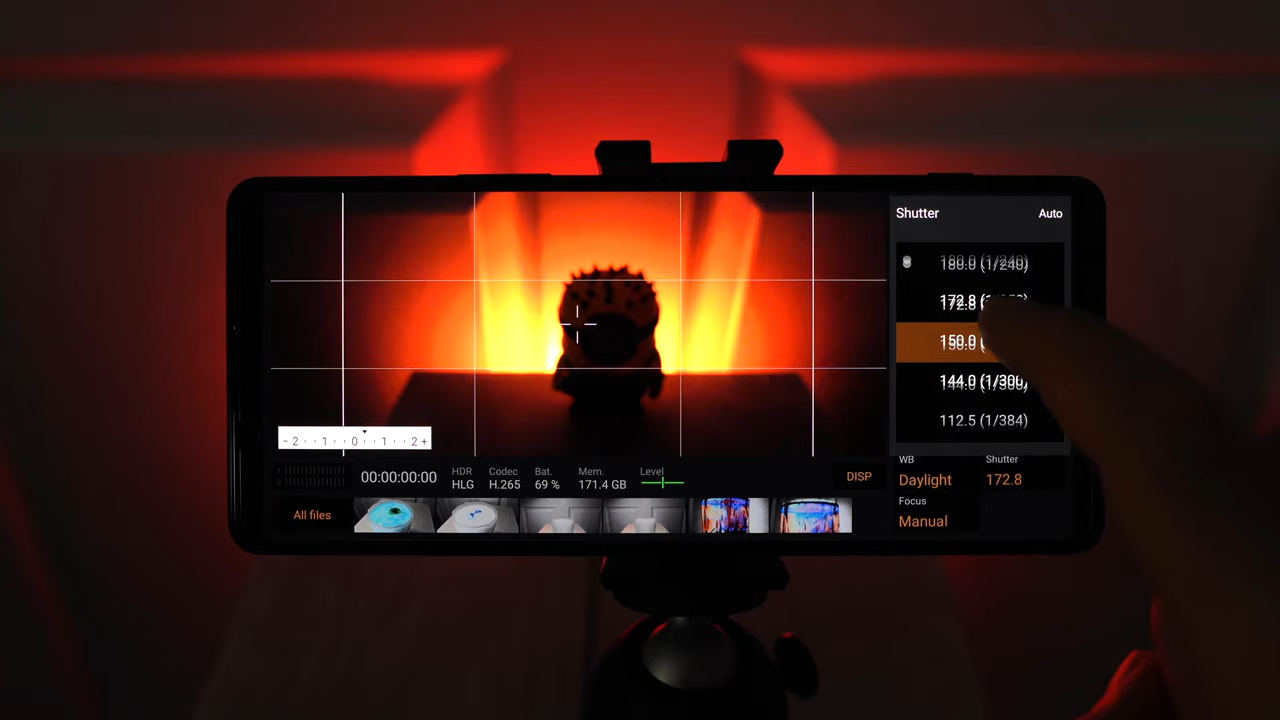 Shutter Auto
180.0 (1/240)
172.8
150.0
144.0 (1/300)
112.5 (1/384)
-2 1 0 1 2+
00:00:00:00
HDR
HLG
Codec
H.265
Bat.
69 %
Mem.
171.4 GB
Level
DISP
WB
Daylight
Shutter
172.8
Focus
Manual
All files